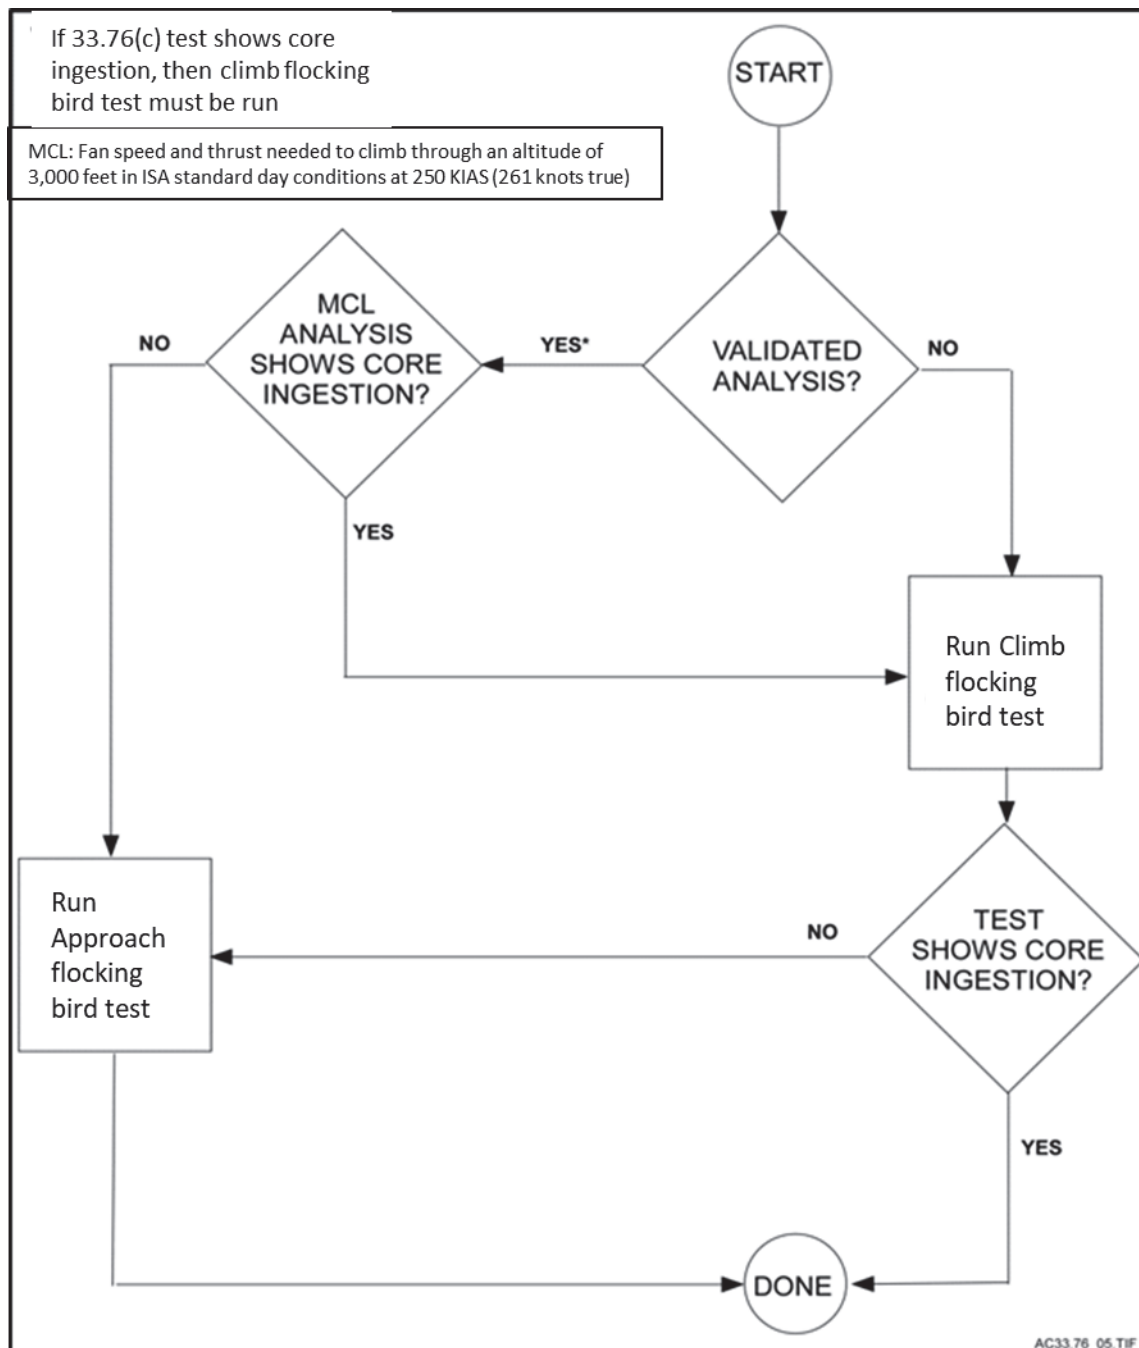 If 33.76(c) test shows core
ingestion, then climb flocking
bird test must be run
START
MCL: Fan speed and thrust needed to climb through an altitude of
3,000 feet in ISA standard day conditions at 250 KIAS (261 knots true)
MCL
ANALYSIS
SHOWS CORE
INGESTION?
NO
YES*
VALIDATED
ANALYSIS?
NO
YES
Run Climb
flocking
bird test
Run
Approach
flocking
bird test
NO
TEST
SHOWS CORE
INGESTION?
YES
DONE
AC33.76_05.TIF